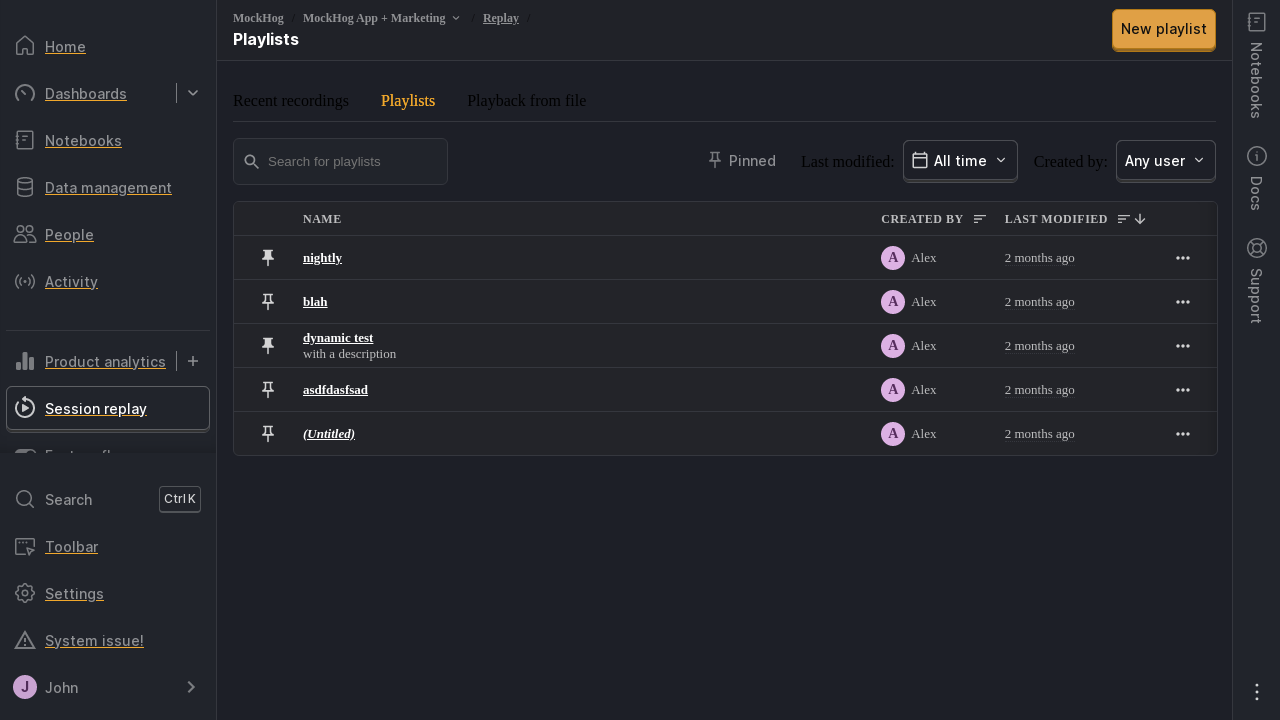 Home
Dashboards
Notebooks
Data management
People
Activity
Product analytics
Session replay
Search
Ctrl K
Toolbar
Settings
System issue!
J
John
MockHog / MockHog App + Marketing / Replay /
Playlists
New playlist
Recent recordings
Playlists
Playback from file
Search for playlists
Pinned
Last modified:
All time
Created by:
Any user
NAME
CREATED BY
LAST MODIFIED
nightly
A Alex
2 months ago
blah
A Alex
2 months ago
dynamic test
with a description
A Alex
2 months ago
asdfdasfsad
A Alex
2 months ago
(Untitled)
A Alex
2 months ago
Notebooks
Docs
Support